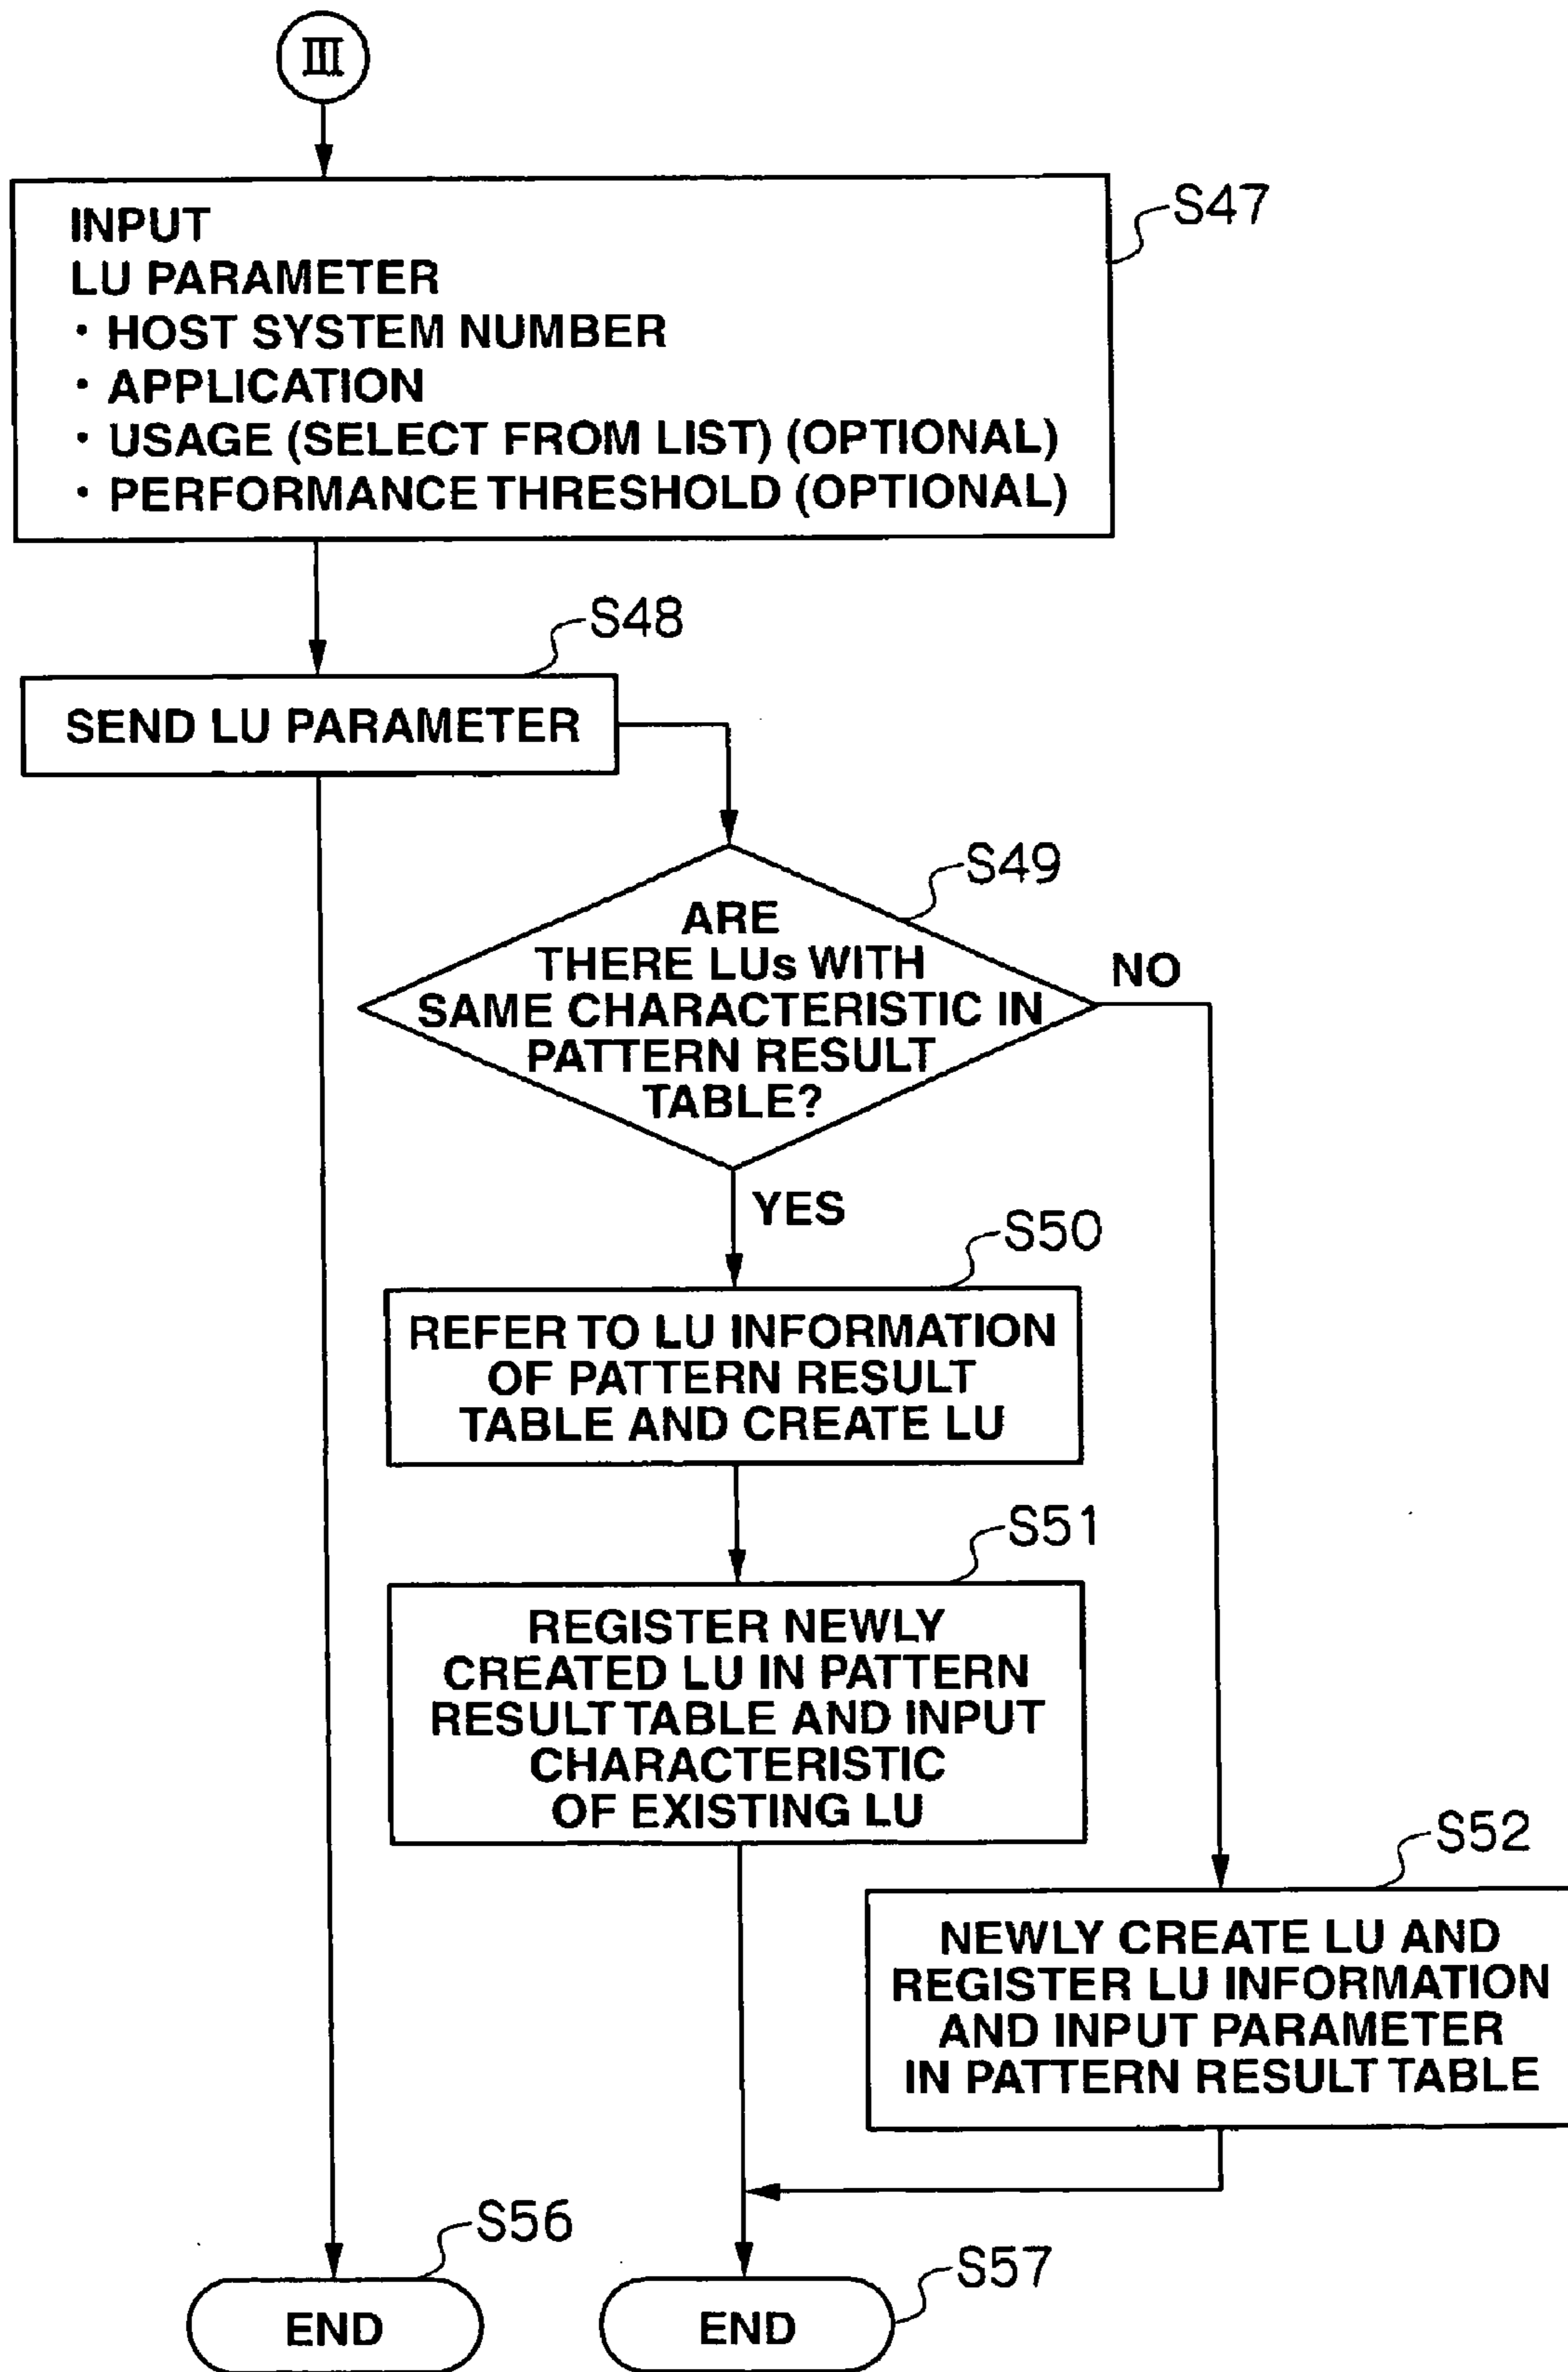 III
S47
INPUT
LU PARAMETER
・HOST SYSTEM NUMBER
・APPLICATION
・USAGE (SELECT FROM LIST) (OPTIONAL)
・PERFORMANCE THRESHOLD (OPTIONAL)
S48
SEND LU PARAMETER
S49
ARE
THERE LUs WITH
SAME CHARACTERISTIC IN
PATTERN RESULT
TABLE?
NO
YES
S50
REFER TO LU INFORMATION
OF PATTERN RESULT
TABLE AND CREATE LU
S51
REGISTER NEWLY
CREATED LU IN PATTERN
RESULT TABLE AND INPUT
CHARACTERISTIC
OF EXISTING LU
S52
NEWLY CREATE LU AND
REGISTER LU INFORMATION
AND INPUT PARAMETER
IN PATTERN RESULT TABLE
S56
END
S57
END